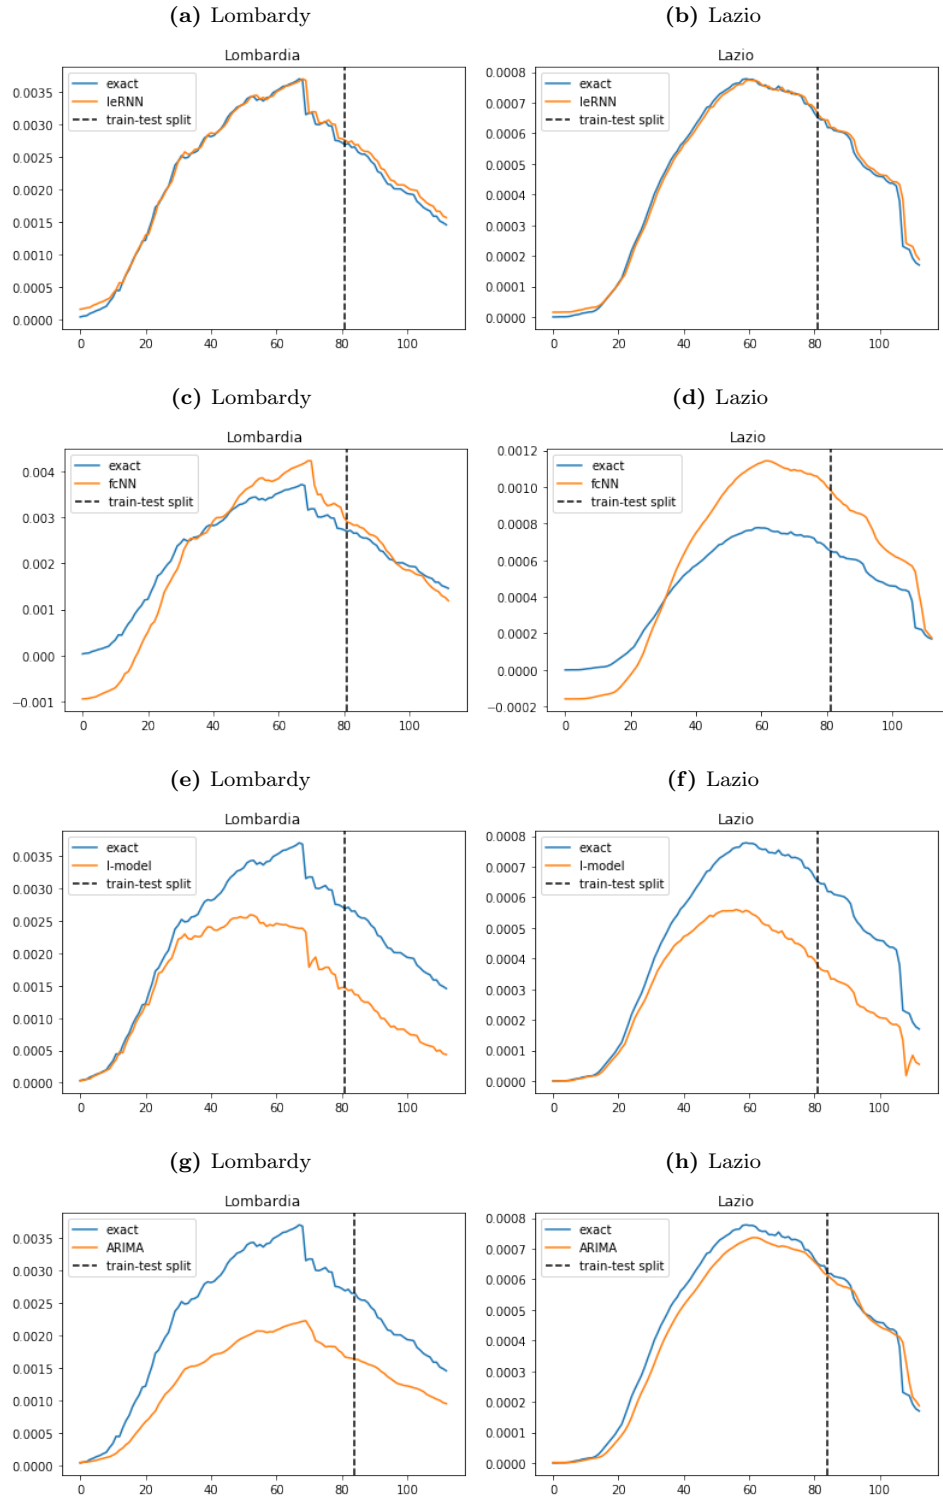 (a) Lombardy
(b) Lazio
Lombardia
exact
leRNN
train-test split
0.0035
0.0030
0.0025
0.0020
0.0015
0.0010
0.0005
0.0000
0 20 40 60 80 100
Lazio
exact
leRNN
train-test split
0.0008
0.0007
0.0006
0.0005
0.0004
0.0003
0.0002
0.0001
0.0000
0 20 40 60 80 100
(c) Lombardy
(d) Lazio
Lombardia
exact
fcNN
train-test split
0.004
0.003
0.002
0.001
0.000
−0.001
0 20 40 60 80 100
Lazio
exact
fcNN
train-test split
0.0012
0.0010
0.0008
0.0006
0.0004
0.0002
0.0000
−0.0002
0 20 40 60 80 100
(e) Lombardy
(f) Lazio
Lombardia
exact
l-model
train-test split
0.0035
0.0030
0.0025
0.0020
0.0015
0.0010
0.0005
0.0000
0 20 40 60 80 100
Lazio
exact
l-model
train-test split
0.0008
0.0007
0.0006
0.0005
0.0004
0.0003
0.0002
0.0001
0.0000
0 20 40 60 80 100
(g) Lombardy
(h) Lazio
Lombardia
exact
ARIMA
train-test split
0.0035
0.0030
0.0025
0.0020
0.0015
0.0010
0.0005
0.0000
0 20 40 60 80 100
Lazio
exact
ARIMA
train-test split
0.0008
0.0007
0.0006
0.0005
0.0004
0.0003
0.0002
0.0001
0.0000
0 20 40 60 80 100